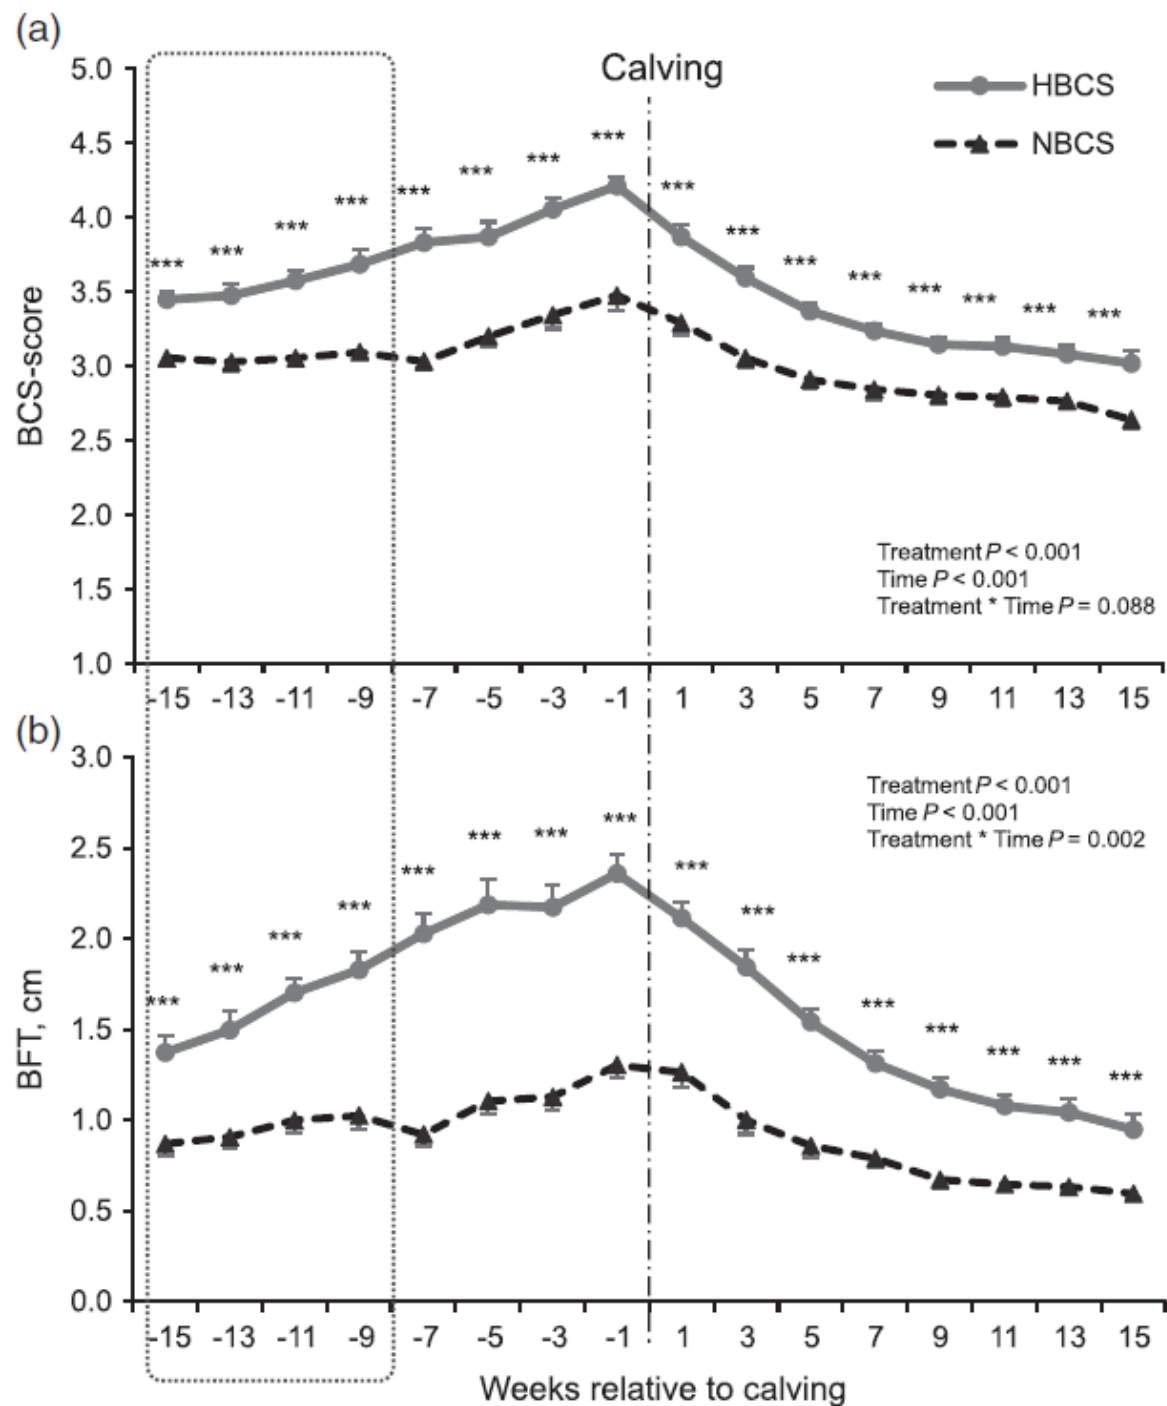 (a)
Calving
HBCS
NBCS
5.0
4.5
4.0
3.5
3.0
2.5
2.0
1.5
1.0
BCS-score
*** *** *** *** *** *** *** *** *** *** *** *** *** *** *** ***
Treatment P < 0.001
Time P < 0.001
Treatment * Time P = 0.088
-15 -13 -11 -9 -7 -5 -3 -1 1 3 5 7 9 11 13 15
(b)
3.0
2.5
2.0
1.5
1.0
0.5
0.0
BFT, cm
Treatment P < 0.001
Time P < 0.001
Treatment * Time P = 0.002
*** *** *** *** *** *** *** *** *** *** *** *** *** *** *** ***
-15 -13 -11 -9 -7 -5 -3 -1 1 3 5 7 9 11 13 15
Weeks relative to calving